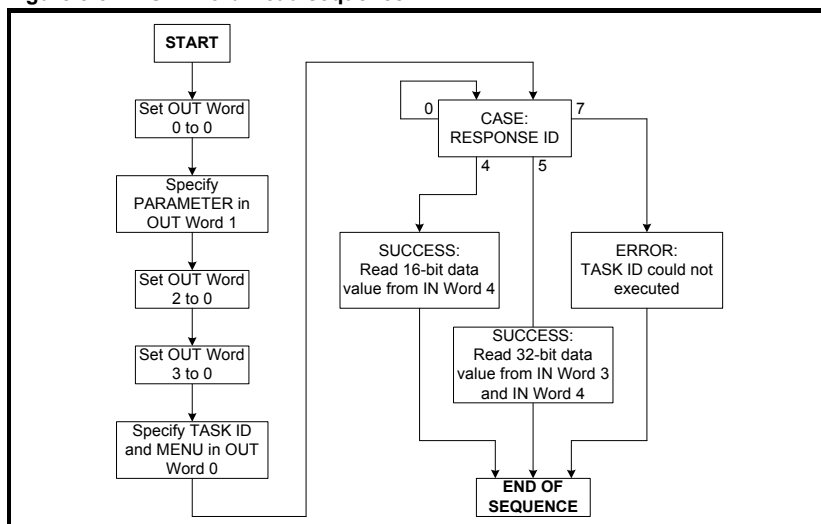 START
Set OUT Word
0 to 0
Specify
PARAMETER in
OUT Word 1
Set OUT Word
2 to 0
Set OUT Word
3 to 0
Specify TASK ID
and MENU in OUT
Word 0
0
CASE:
RESPONSE ID
7
4
5
SUCCESS:
Read 16-bit data
value from IN Word 4
SUCCESS:
Read 32-bit data
value from IN Word 3
and IN Word 4
ERROR:
TASK ID could not
executed
END OF
SEQUENCE